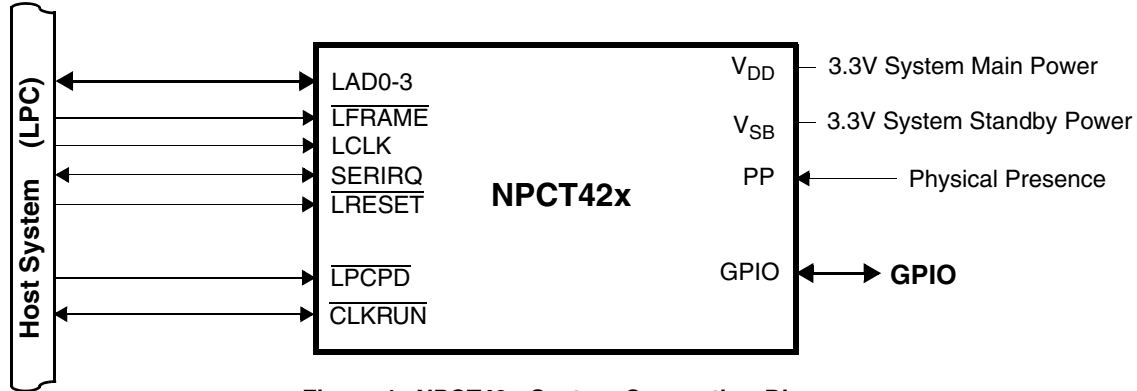 Host System (LPC)
LAD0-3
LFRAME
LCLK
SERIRQ
LRESET
LPCPD
CLKRUN
NPCT42x
VDD
VSB
PP
GPIO
3.3V System Main Power
3.3V System Standby Power
Physical Presence
GPIO